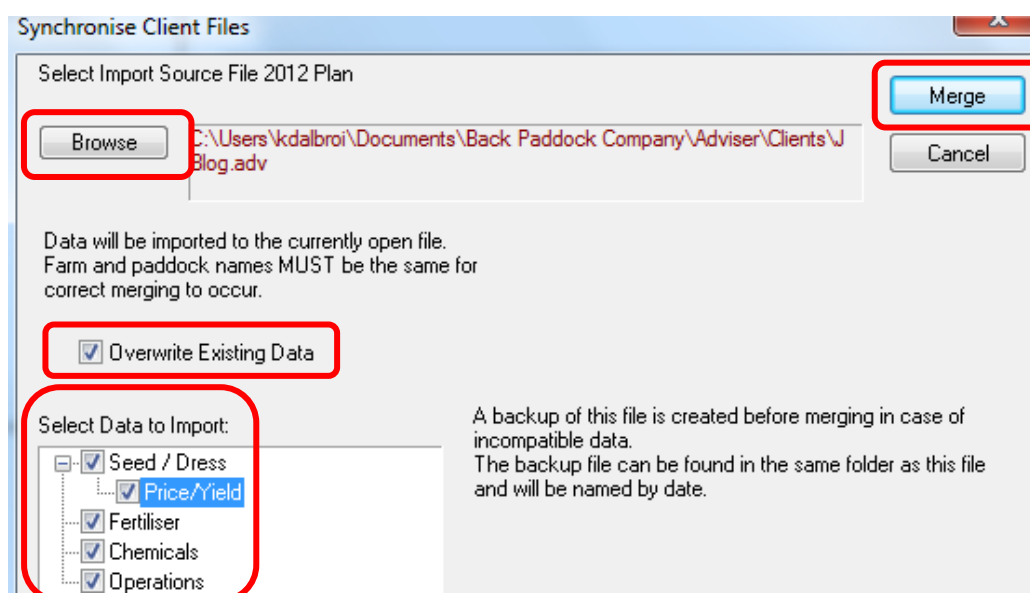 Synchronise Client Files
X
Select Import Source File 2012 Plan
Merge
Browse
C:\Users\kdalbroi\Documents\Back Paddock Company\Adviser\Clients\J
Blog.adv
Cancel
Data will be imported to the currently open file.
Farm and paddock names MUST be the same for
correct merging to occur.
Overwrite Existing Data
Select Data to Import:
A backup of this file is created before merging in case of
incompatible data.
The backup file can be found in the same folder as this file
and will be named by date.
Seed / Dress
Price/Yield
Fertiliser
Chemicals
Operations